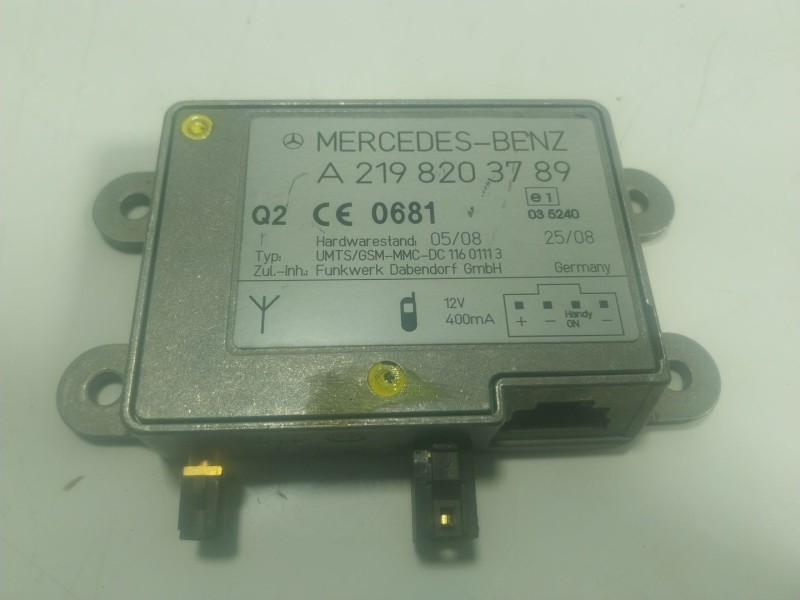 MERCEDES-BENZ
A 219 820 37 89
Q2 CE 0681 e1
03 5240
Hardwarestand: 05/08 25/08
Typ: UMTS/GSM-MMC-DC 116 0111 3
Zul.-Inh.: Funkwerk Dabendorf GmbH Germany
12V
400mA
+ - Handy ON -